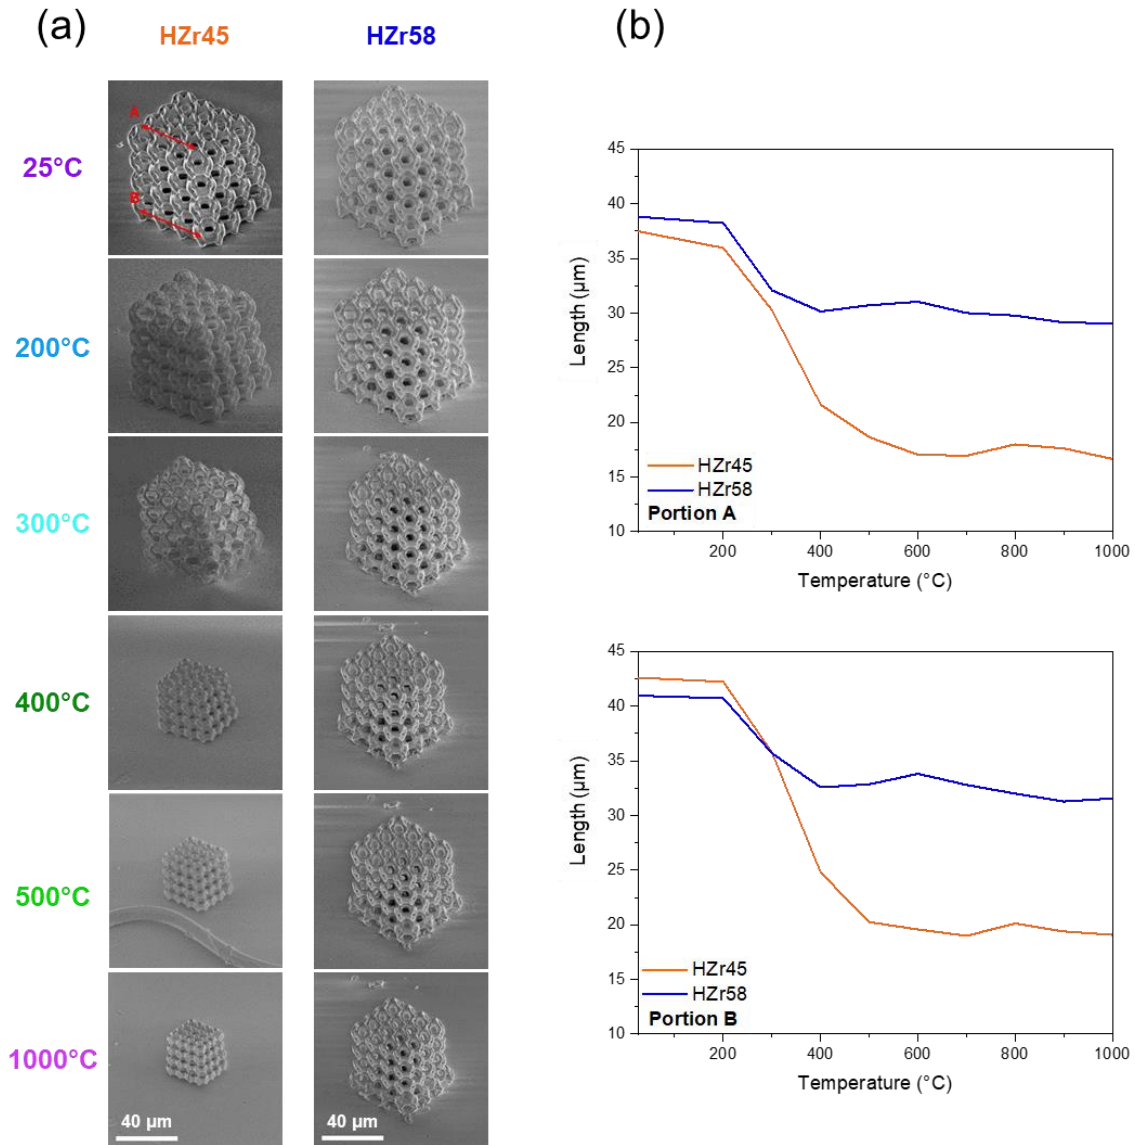 (a)
HZr45
HZr58
25°C
A
B
200°C
300°C
400°C
500°C
1000°C
40 µm
40 µm
(b)
45
40
35
30
25
20
15
10
Length (µm)
HZr45
HZr58
Portion A
200
400
600
800
1000
Temperature (°C)
45
40
35
30
25
20
15
10
Length (µm)
HZr45
HZr58
Portion B
200
400
600
800
1000
Temperature (°C)